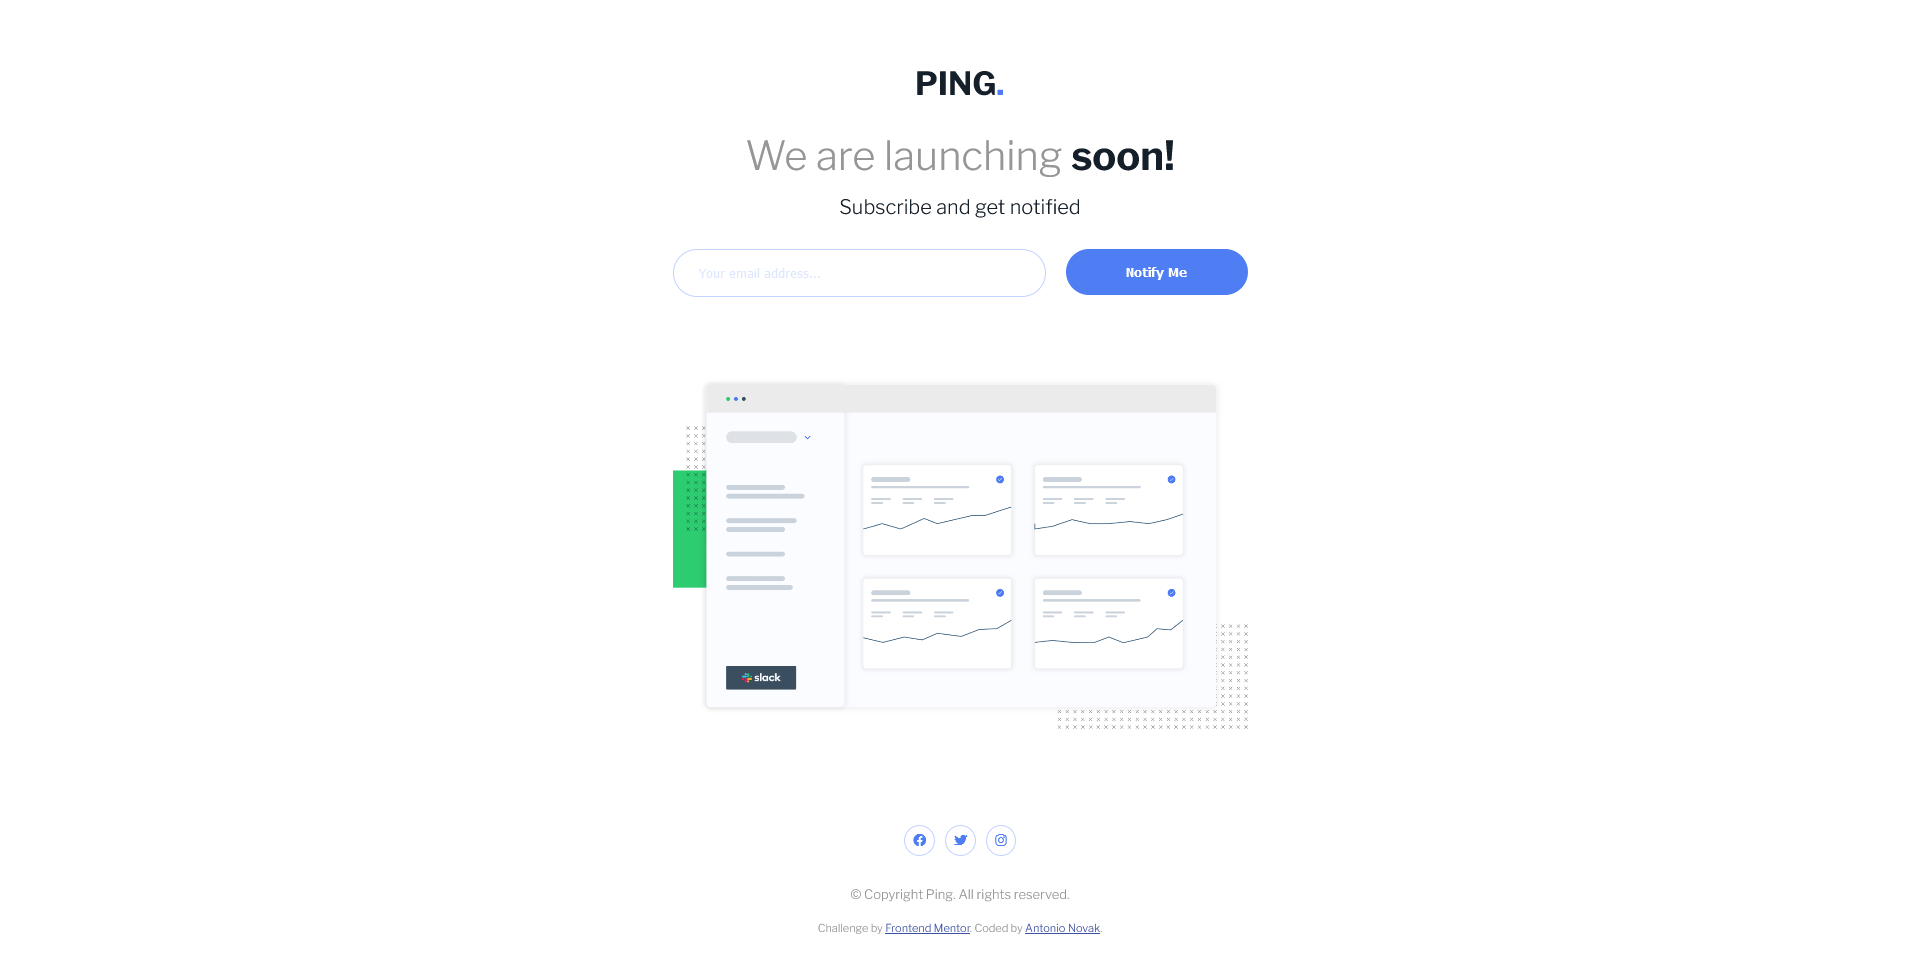 PING.
We are launching soon!
Subscribe and get notified
Your email address...
Notify Me
slack
© Copyright Ping. All rights reserved.
Challenge by Frontend Mentor. Coded by Antonio Novak.